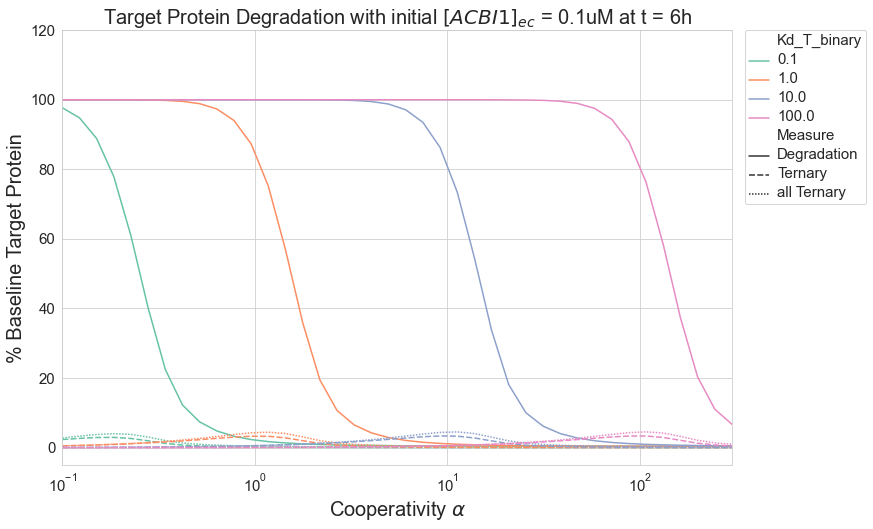 Target Protein Degradation with initial [ACBI1]ₑc = 0.1uM at t = 6h
% Baseline Target Protein
120
100
80
60
40
20
0
10⁻¹
10⁰
10¹
10²
Cooperativity α
Kd_T_binary
0.1
1.0
10.0
100.0
Measure
Degradation
Ternary
all Ternary